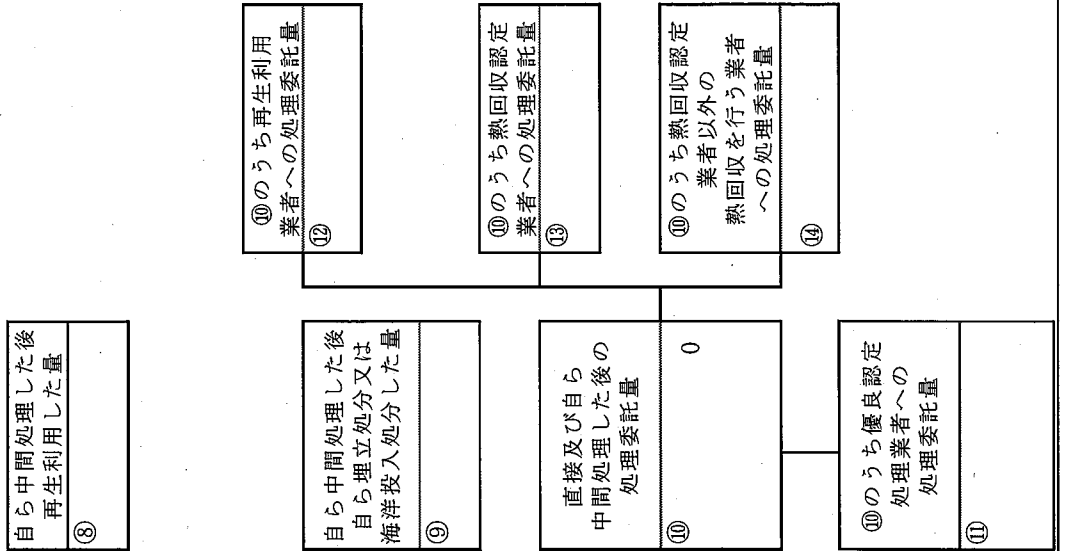 自ら中間処理した後
再生利用した量
⑧
自ら中間処理した後
自ら埋立処分又は
海洋投入処分した量
⑨
直接及び自ら
中間処理した後の
処理委託量
⑩
0
⑩のうち優良認定
処理業者への
処理委託量
⑪
⑩のうち再生利用
業者への処理委託量
⑫
⑩のうち熱回収認定
業者への処理委託量
⑬
⑩のうち熱回収認定
業者以外の
熱回収を行う業者
への処理委託量
⑭